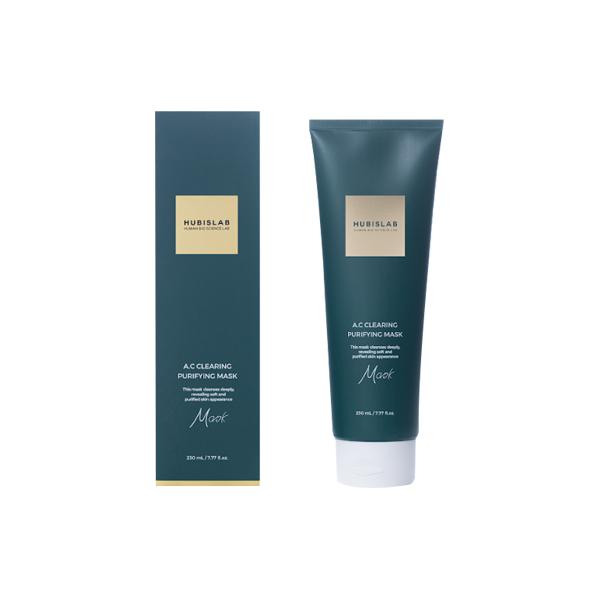 HUBISLAB
HUMAN BIO SCIENCE LAB
A.C CLEARING
PURIFYING MASK
This mask cleanses deeply,
revealing soft and
purified skin appearance
Mask
230 mL / 7.77 fl.oz.
HUBISLAB
HUMAN BIO SCIENCE LAB
A.C CLEARING
PURIFYING MASK
This mask cleanses deeply,
revealing soft and
purified skin appearance
Mask
230 mL / 7.77 fl.oz.